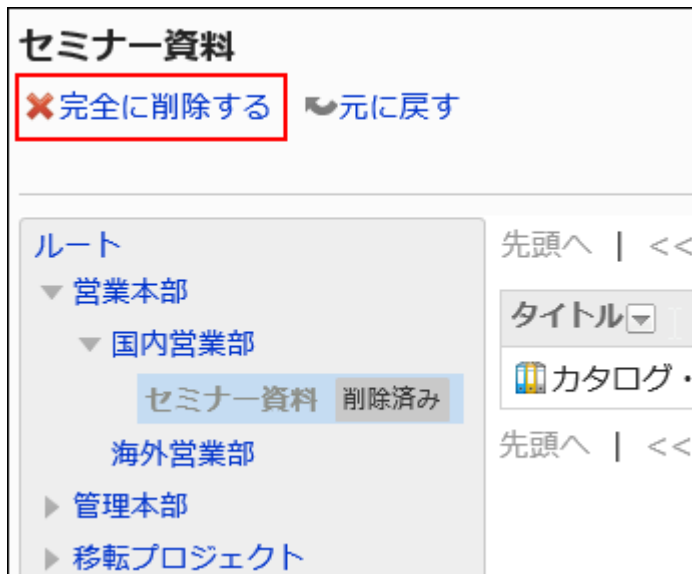 セミナー資料
完全に削除する 元に戻す
ルート
営業本部
国内営業部
セミナー資料 削除済み
海外営業部
管理本部
移転プロジェクト
先頭へ | <<
タイトル
カタログ・
先頭へ | <<